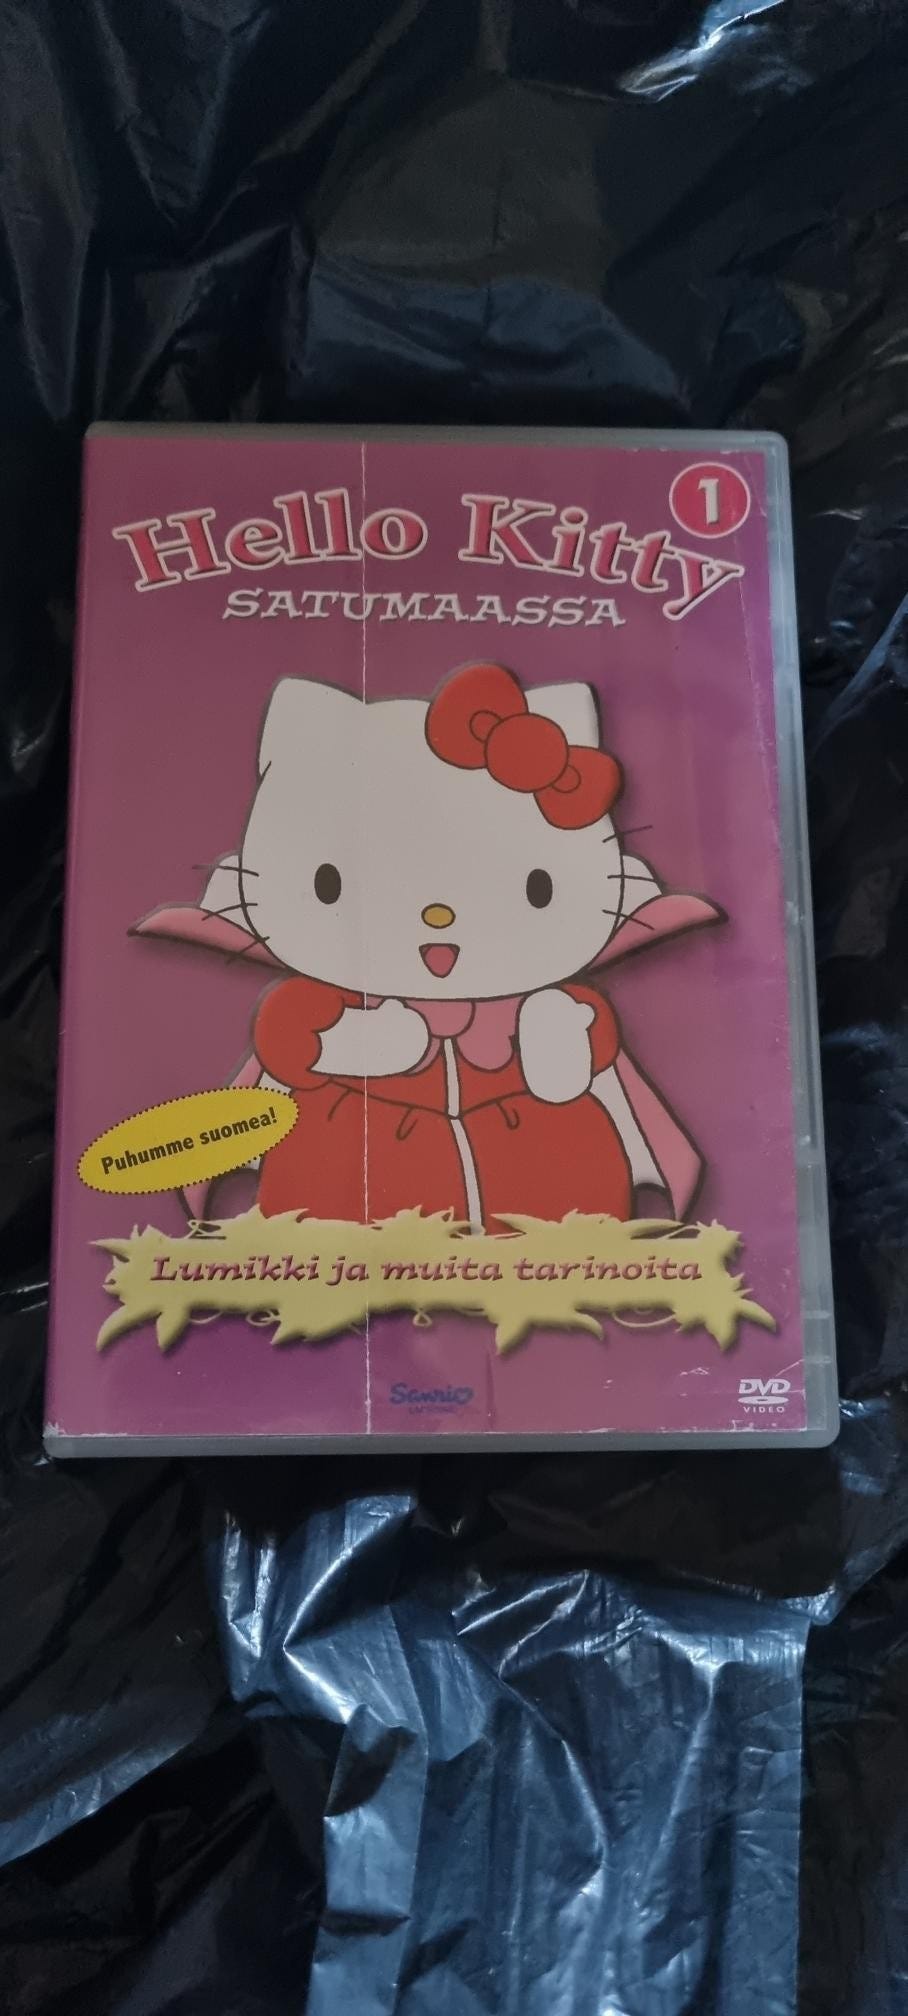 1
Hello Kitty
SATUMAASSA
Puhumme suomea!
Lumikki ja muita tarinoita
Sanrio
DVD
VIDEO